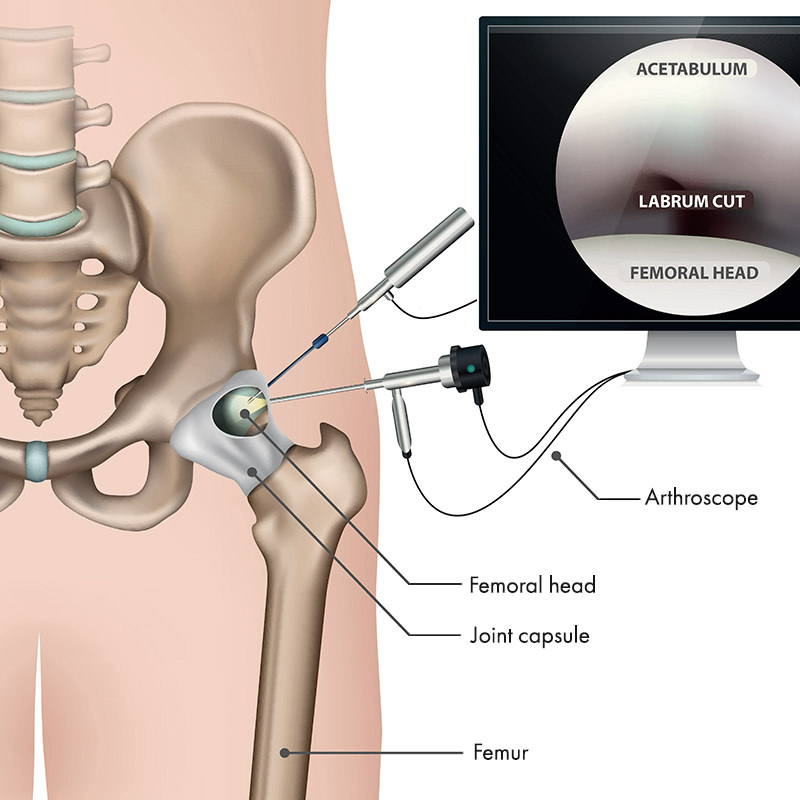 ACETABULUM
LABRUM CUT
FEMORAL HEAD
Arthroscope
Femoral head
Joint capsule
Femur